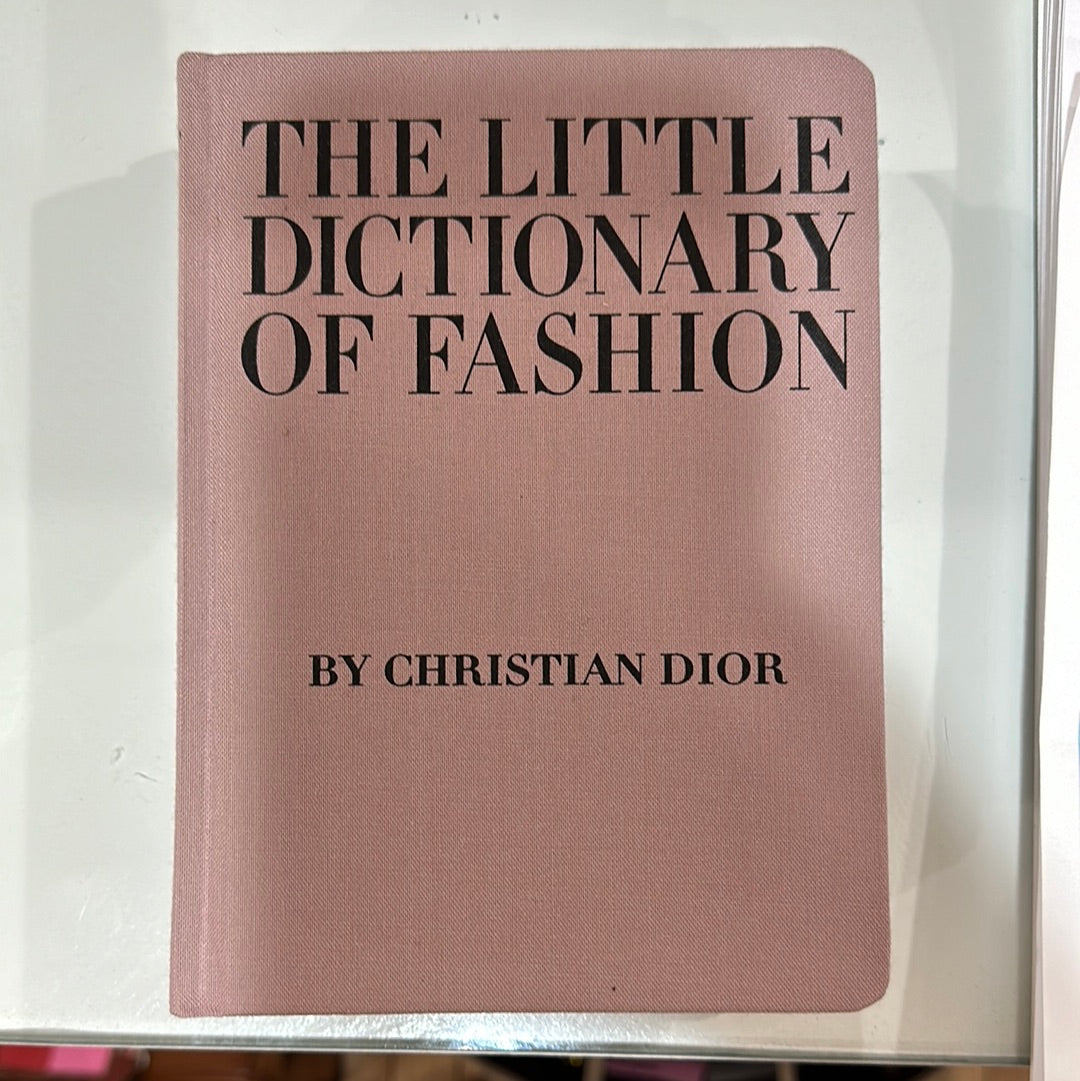 THE LITTLE
DICTIONARY
OF FASHION
BY CHRISTIAN DIOR